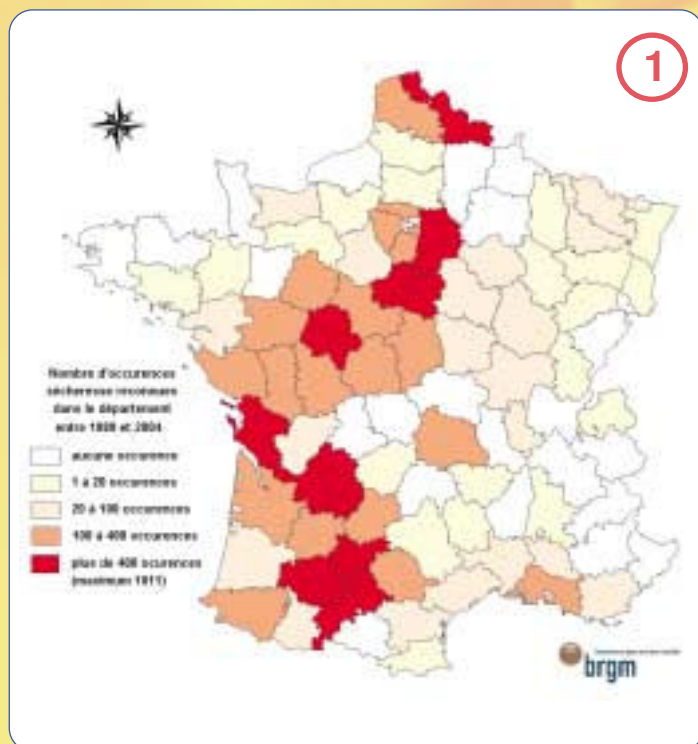 1
Nombre d'occurences
sécheresse reconnues
dans le département
entre 1989 et 2004
aucune occurence
1 à 20 occurences
20 à 100 occurences
100 à 400 occurences
plus de 400 ocurences
(maximum 1011)
brgm